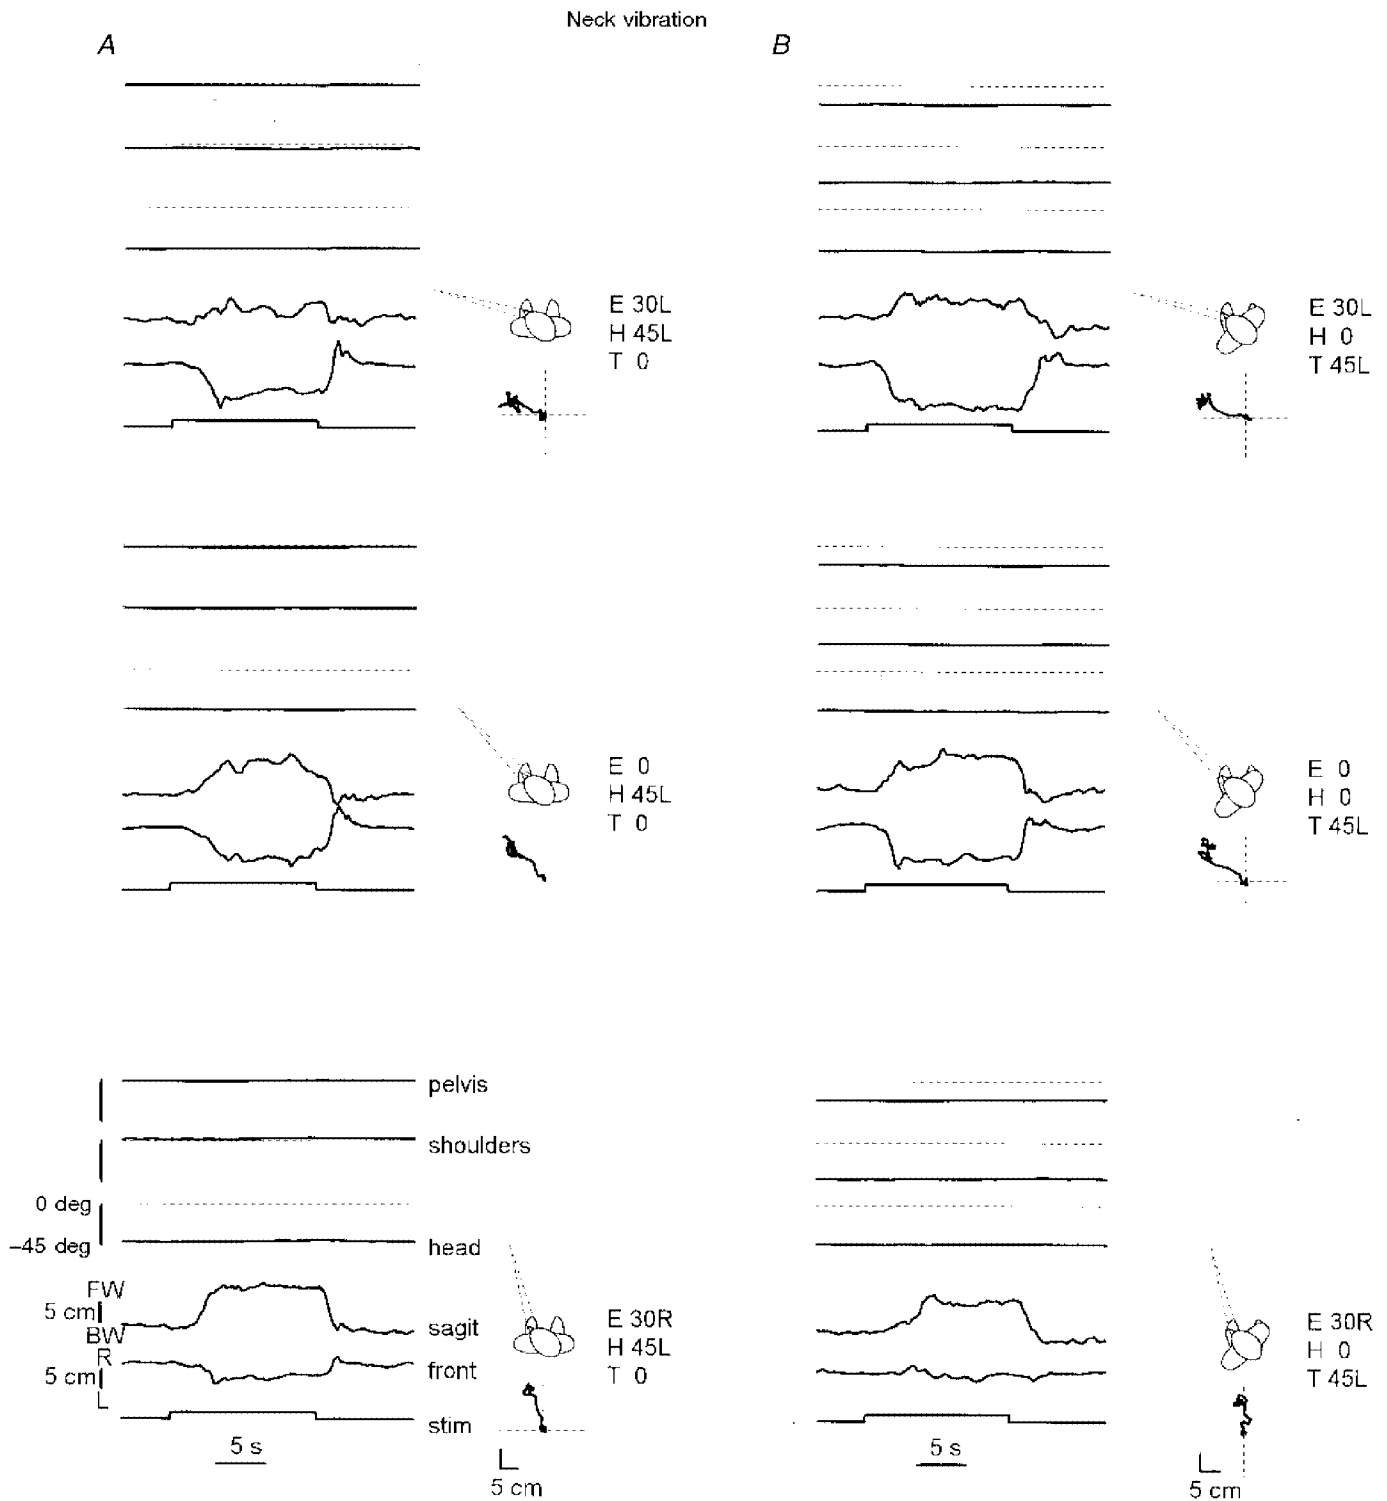 Neck vibration
A
B
E 30L
H 45L
T 0
E 30L
H 0
T 45L
E 0
H 45L
T 0
E 0
H 0
T 45L
pelvis
shoulders
0 deg
–45 deg
head
FW
5 cm
BW
sagit
R
5 cm
L
front
stim
5 s
5 cm
E 30R
H 45L
T 0
5 s
5 cm
E 30R
H 0
T 45L